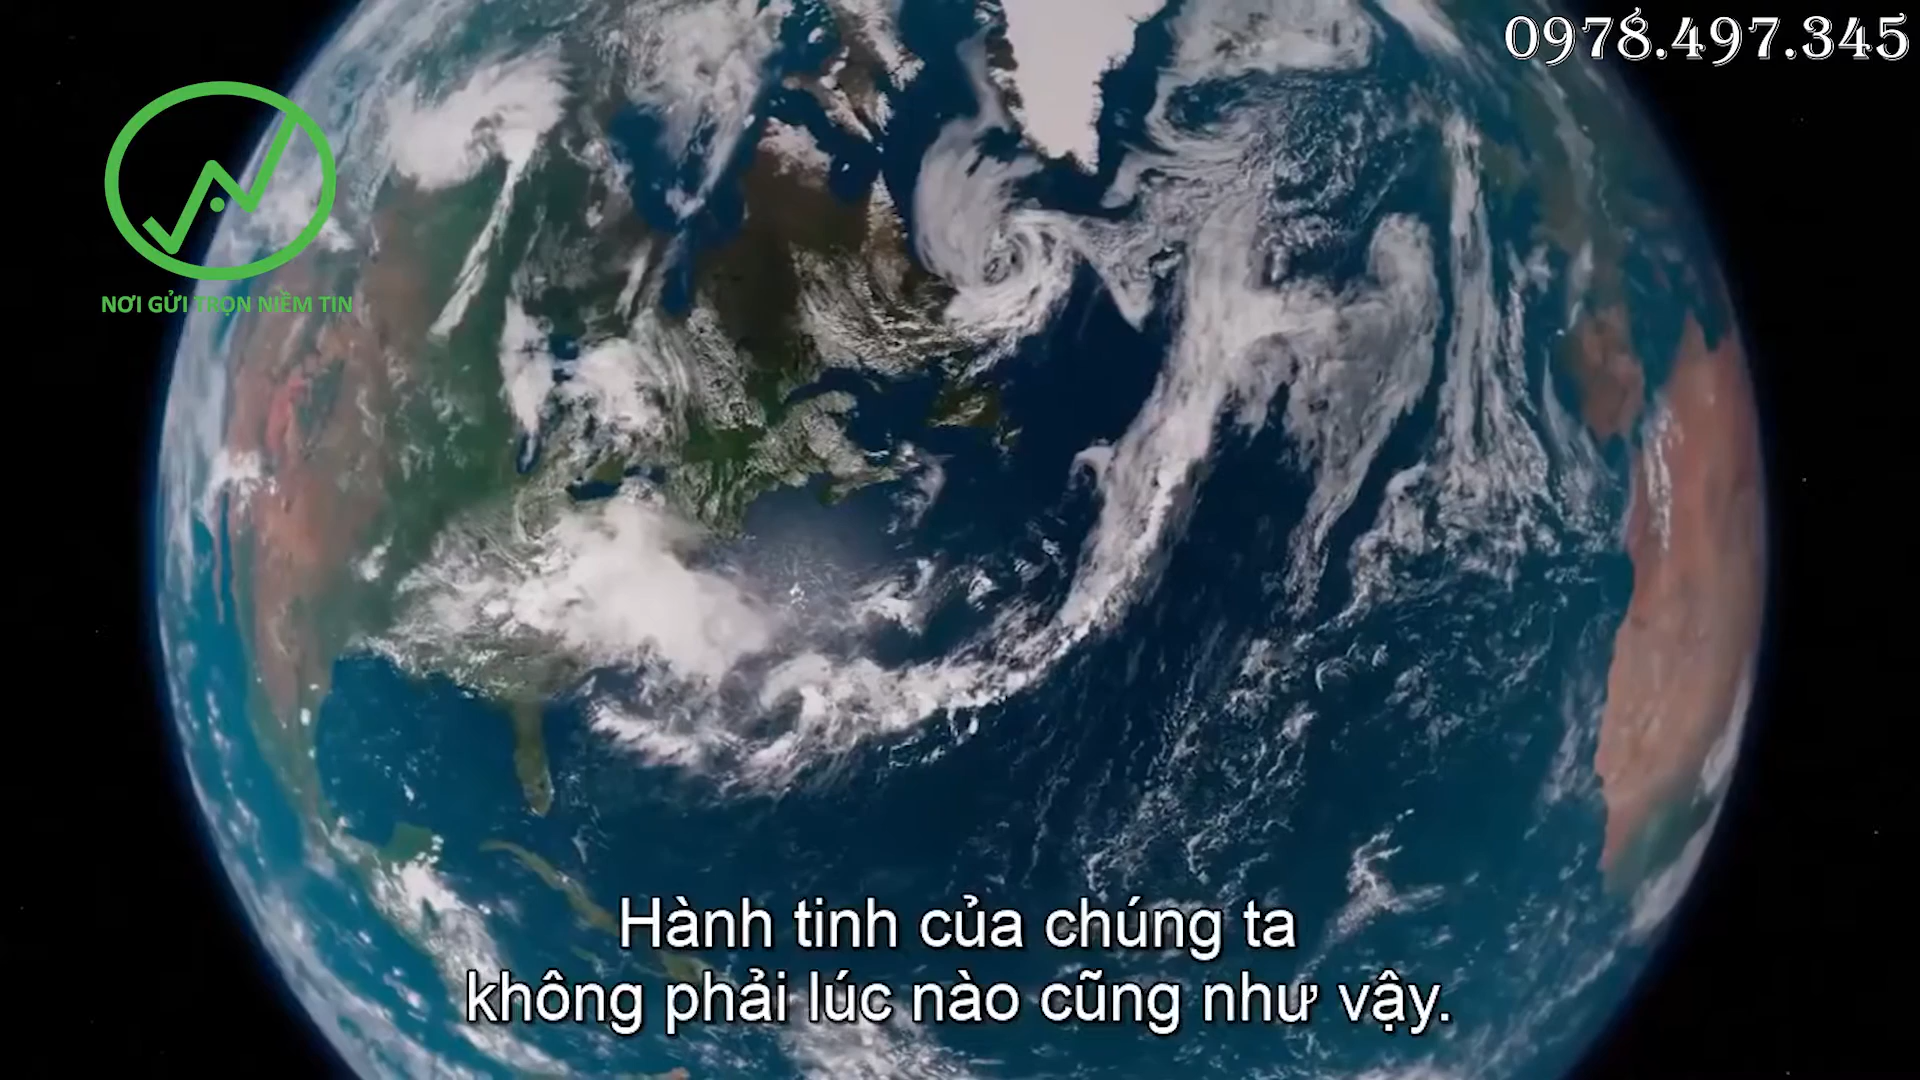 0978.497.345
NƠI GỬI TRỌN NIỀM TIN
Hành tinh của chúng ta
không phải lúc nào cũng như vậy.